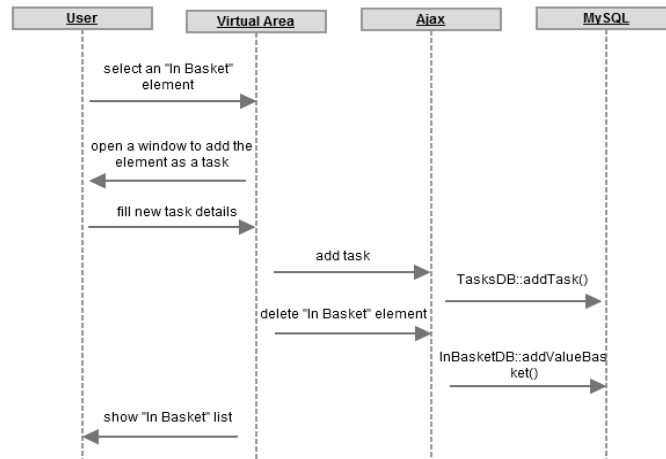 User
Virtual Area
Ajax
MySQL
select an "In Basket"
element
open a window to add the
element as a task
fill new task details
add task
TasksDB::addTask()
delete "In Basket" element
InBasketDB::addValueBas
ket()
show "In Basket" list